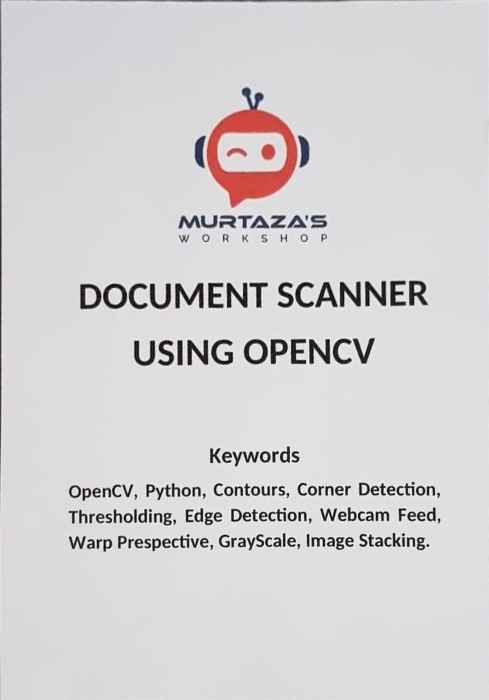 MURTAZA'S
WORKSHOP
DOCUMENT SCANNER
USING OPENCV
Keywords
OpenCV, Python, Contours, Corner Detection,
Thresholding, Edge Detection, Webcam Feed,
Warp Prespective, GrayScale, Image Stacking.